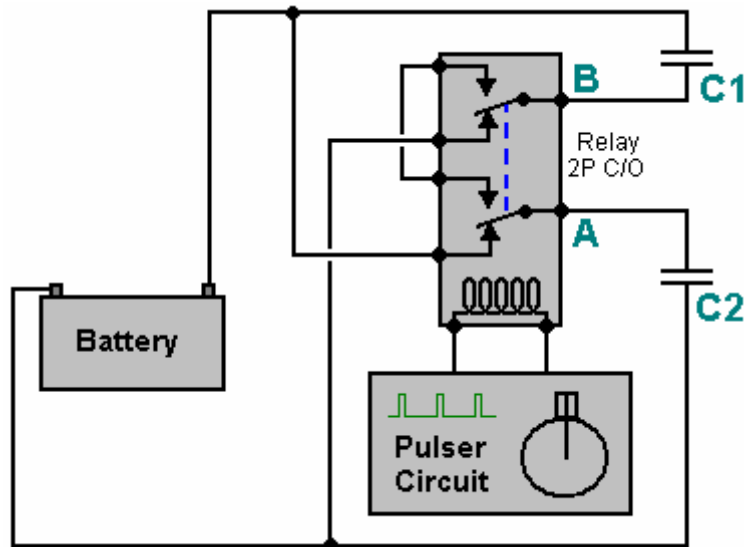 B
C1
Relay
2P C/O
A
C2
Battery
Pulser
Circuit